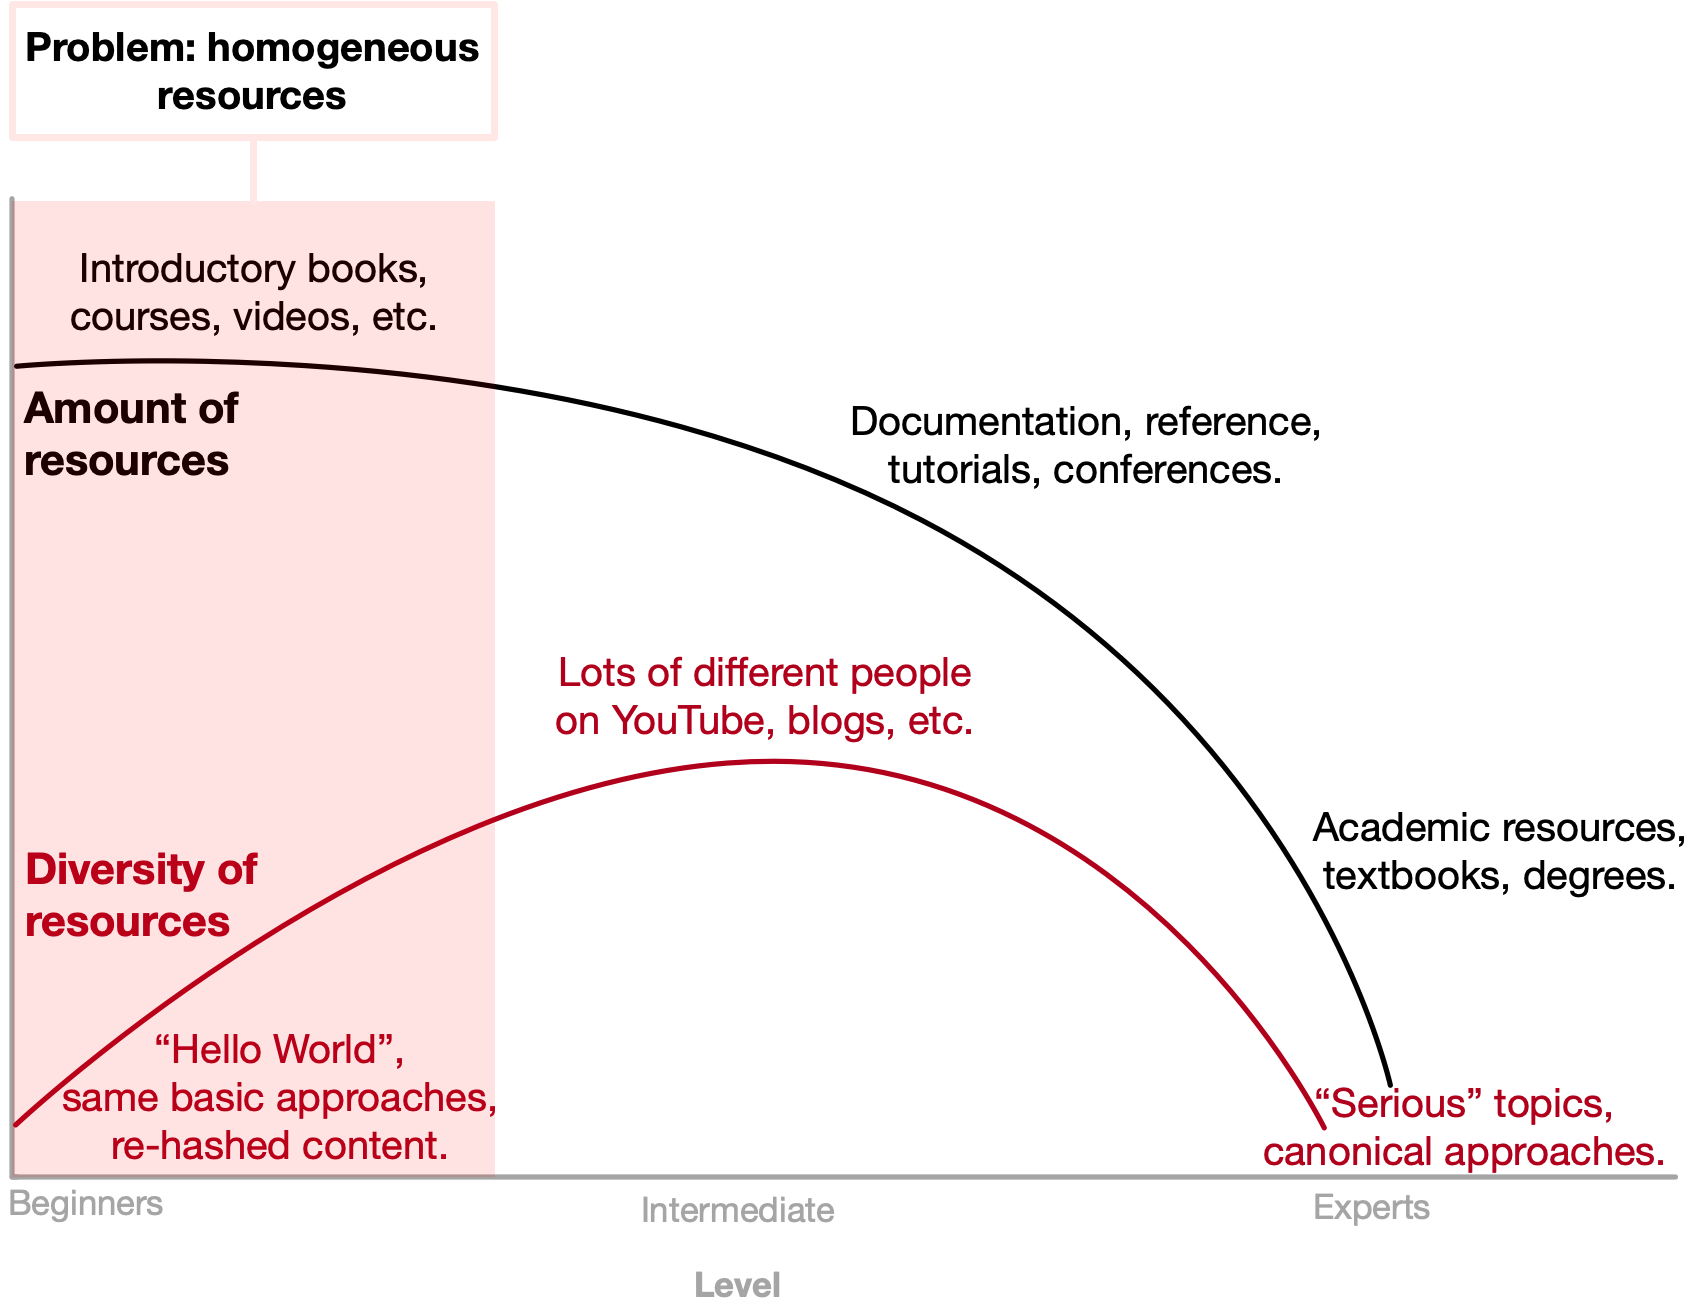 Problem: homogeneous
resources
Introductory books,
courses, videos, etc.
Amount of
resources
Documentation, reference,
tutorials, conferences.
Lots of different people
on YouTube, blogs, etc.
Academic resources,
textbooks, degrees.
Diversity of
resources
“Hello World”,
same basic approaches,
re-hashed content.
“Serious” topics,
canonical approaches.
Beginners
Intermediate
Experts
Level